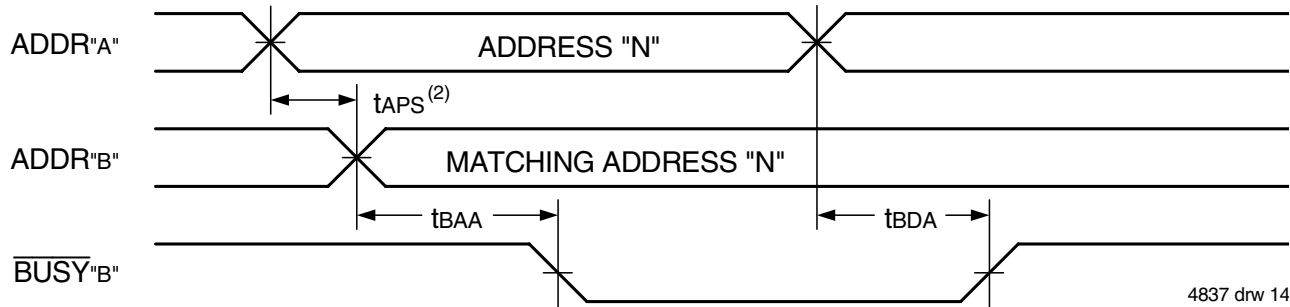 ADDR"A"
ADDRESS "N"
tAPS(2)
ADDR"B"
MATCHING ADDRESS "N"
tBAA
tBDA
BUSY"B"
4837 drw 14